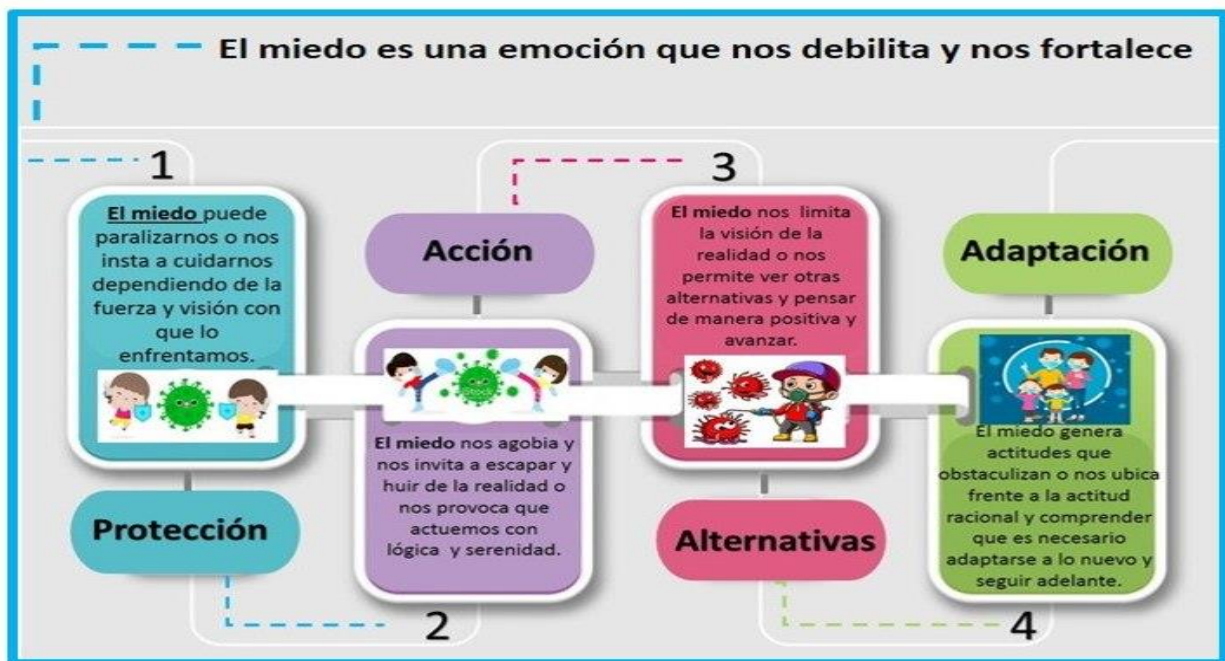 El miedo es una emoción que nos debilita y nos fortalece
1
El miedo puede
paralizarnos o nos
insta a cuidarnos
dependiendo de la
fuerza y visión con
que lo
enfrentamos.
Protección
Acción
El miedo nos agobia y
nos invita a escapar y
huir de la realidad o
nos provoca que
actuemos con
lógica y serenidad.
2
3
El miedo nos limita
la visión de la
realidad o nos
permite ver otras
alternativas y pensar
de manera positiva y
avanzar.
Alternativas
Adaptación
El miedo genera
actitudes que
obstaculizan o nos ubica
frente a la actitud
racional y comprender
que es necesario
adaptarse a lo nuevo y
seguir adelante.
4